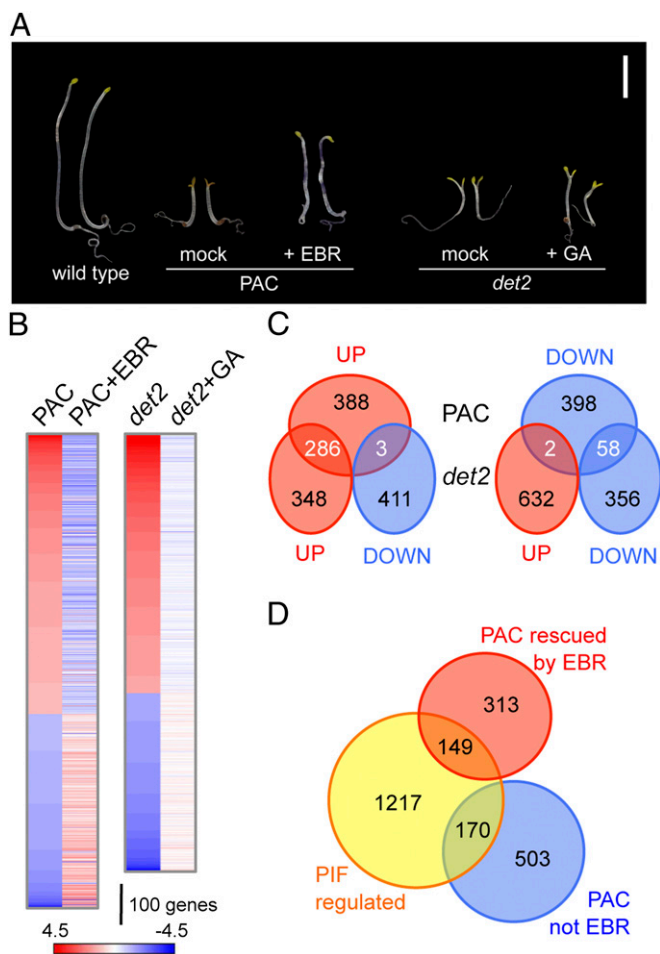 A
wild type
mock
+ EBR
PAC
mock
+ GA
det2
B
PAC
PAC+EBR
det2
det2+GA
100 genes
4.5
-4.5
C
UP
388
286
3
348
411
UP
DOWN
PAC
det2
DOWN
398
2
58
632
356
UP
DOWN
D
PAC rescued
by EBR
313
149
1217
170
503
PIF
regulated
PAC
not EBR